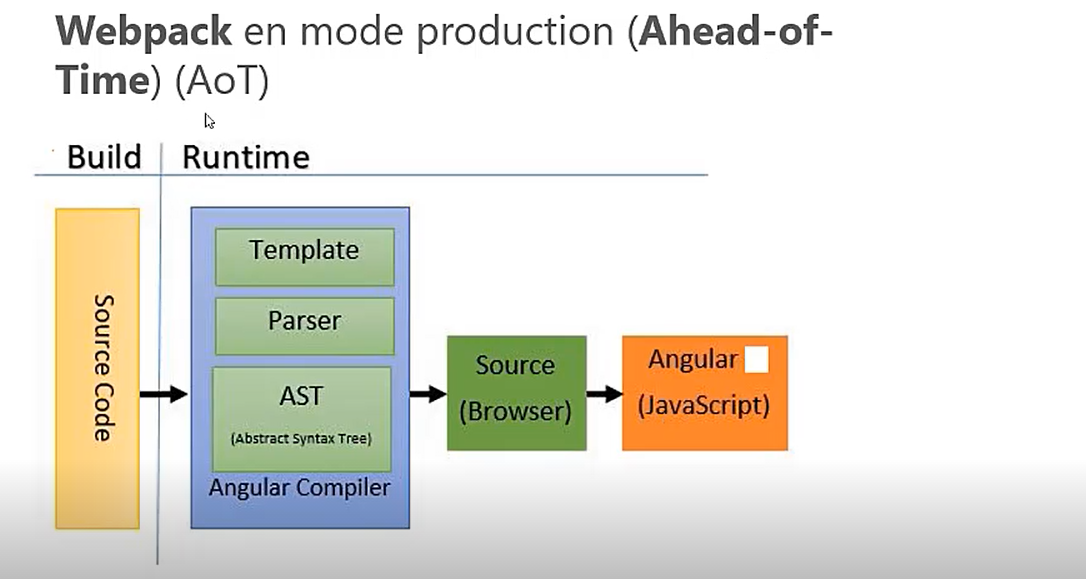 Webpack en mode production (Ahead-of-
Time) (AoT)
Build
Runtime
Source Code
Template
Parser
AST
(Abstract Syntax Tree)
Angular Compiler
Source
(Browser)
Angular
(JavaScript)